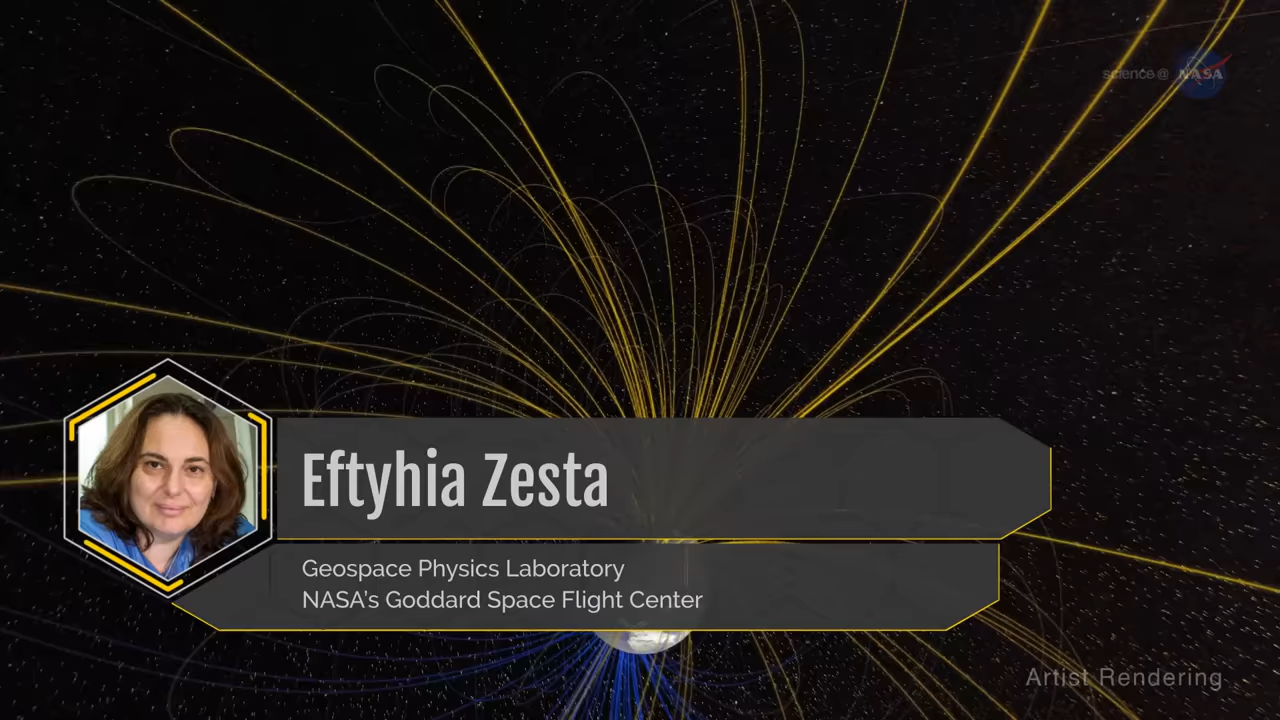 science@ NASA
Eftyhia Zesta
Geospace Physics Laboratory
NASA's Goddard Space Flight Center
Artist Rendering